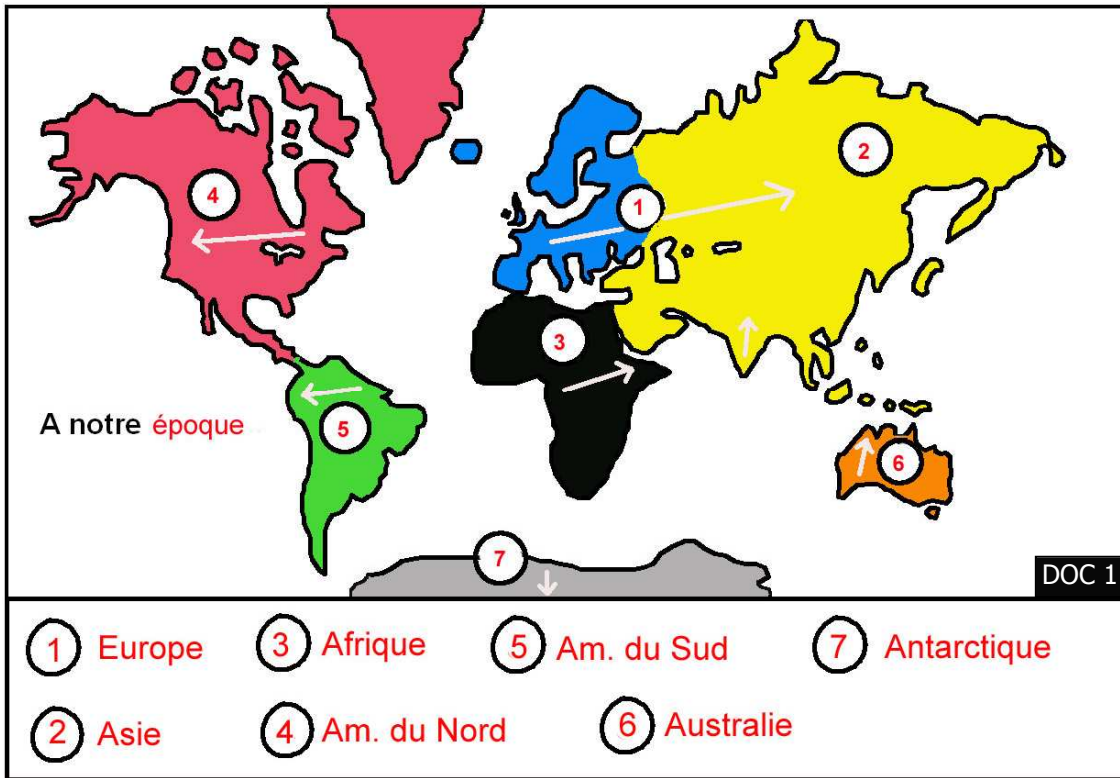 2
1
4
3
A notre époque
5
6
7
DOC 1
1 Europe 3 Afrique 5 Am. du Sud 7 Antarctique
2 Asie 4 Am. du Nord 6 Australie